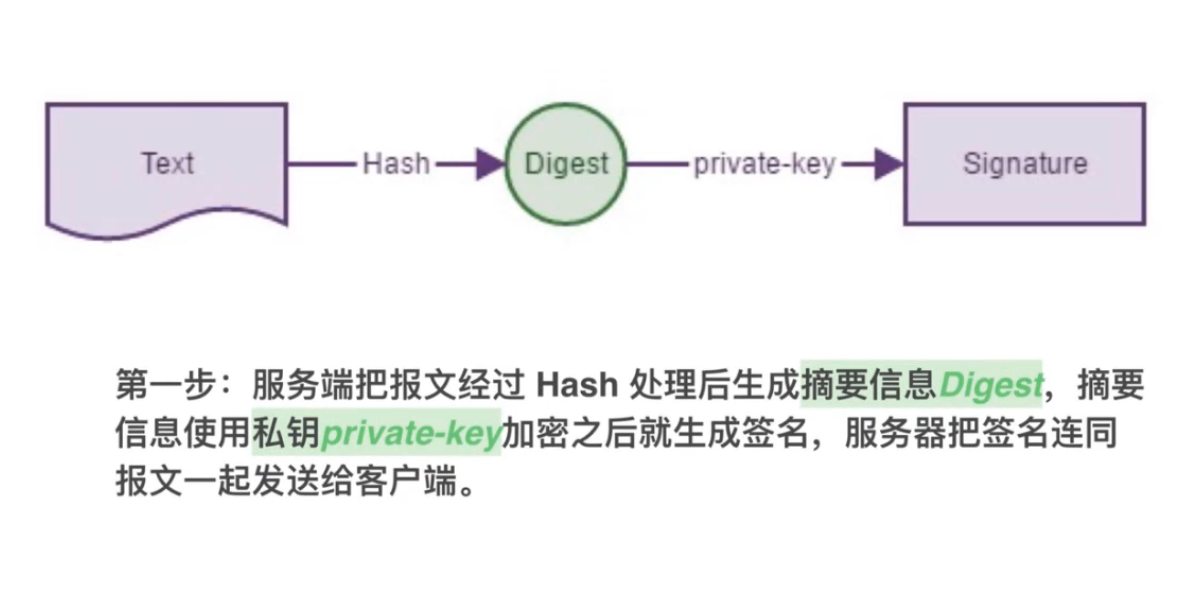 Text
Hash
Digest
private-key
Signature
第一步：服务端把报文经过 Hash 处理后生成摘要信息Digest，摘要
信息使用私钥private-key加密之后就生成签名，服务器把签名连同
报文一起发送给客户端。